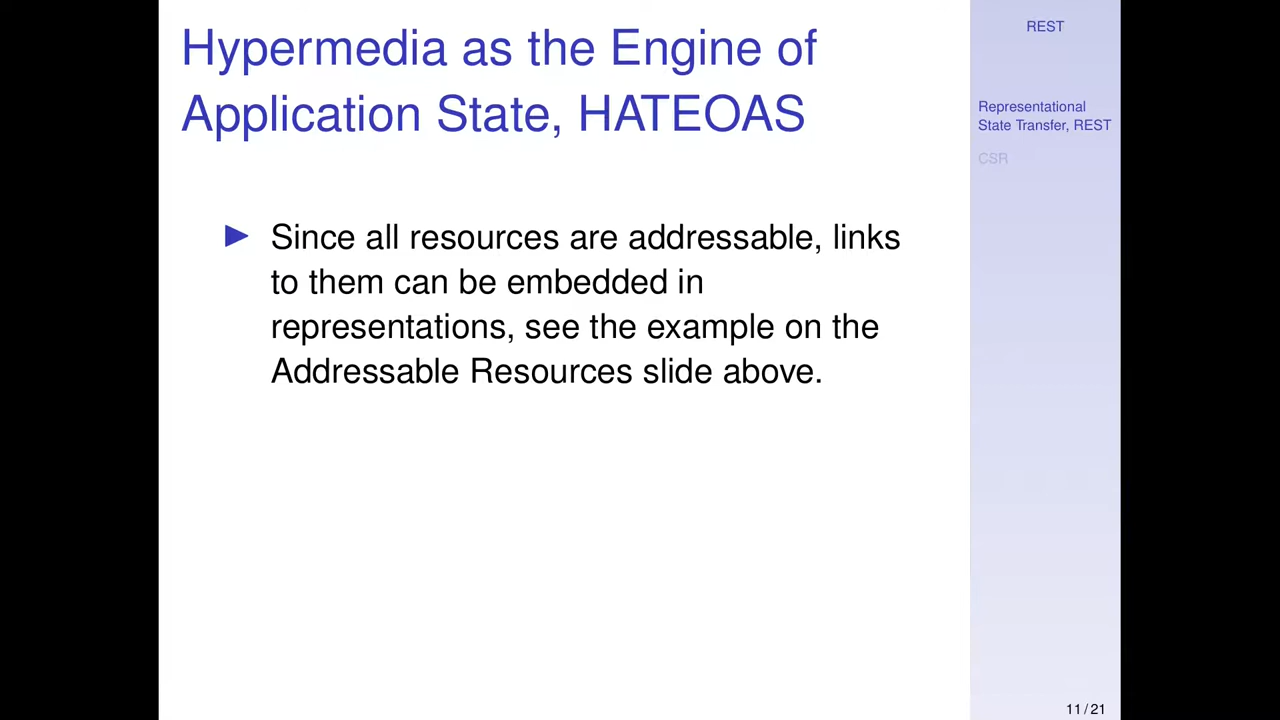 Hypermedia as the Engine of
Application State, HATEOAS
Since all resources are addressable, links
to them can be embedded in
representations, see the example on the
Addressable Resources slide above.
REST
Representational
State Transfer, REST
CSR
11 / 21